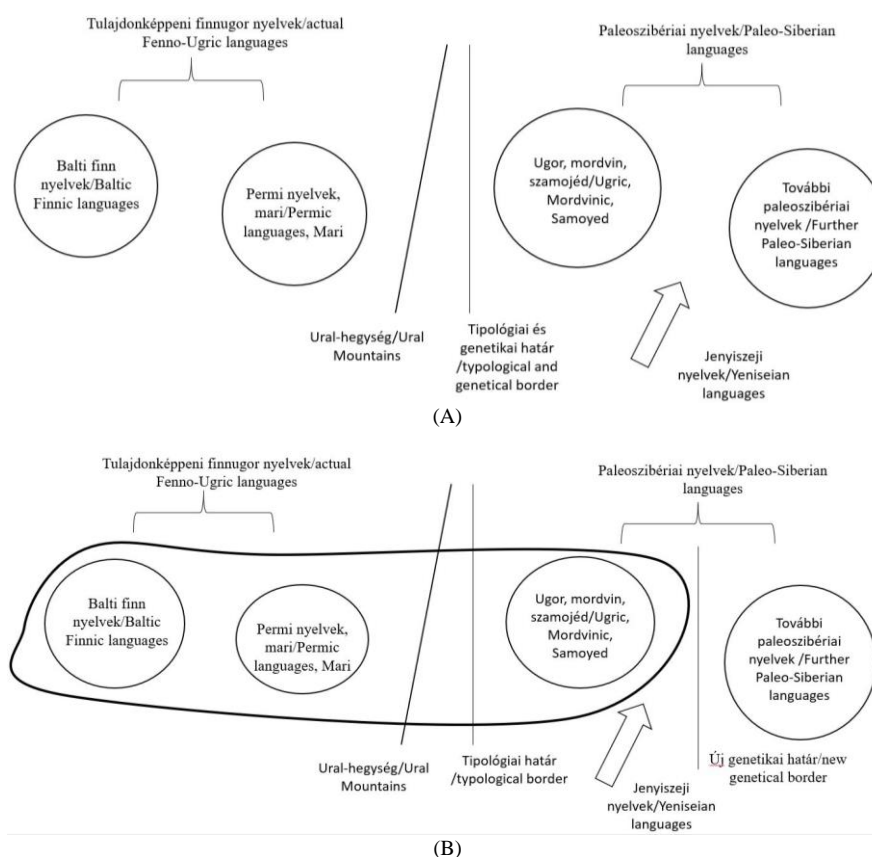 Tulajdonképpeni finnugor nyelvek/actual
Fenno-Ugric languages
Paleoszibériai nyelvek/Paleo-Siberian
languages
Balti finn
nyelvek/Baltic
Finnic languages
Permi nyelvek,
mari/Permic
languages, Mari
Ugor, mordvin,
szamojéd/Ugric,
Mordvinic,
Samoyed
További
paleoszibériai
nyelvek /Further
Paleo-Siberian
languages
Ural-hegység/Ural
Mountains
Tipológiai és
genetikai határ
/typological and
genetical border
Jenyiszeji
nyelvek/Yeniseian
languages
(A)
Tulajdonképpeni finnugor nyelvek/actual
Fenno-Ugric languages
Paleoszibériai nyelvek/Paleo-Siberian
languages
Balti finn
nyelvek/Baltic
Finnic languages
Permi nyelvek,
mari/Permic
languages, Mari
Ugor, mordvin,
szamojéd/Ugric,
Mordvinic,
Samoyed
További
paleoszibériai
nyelvek /Further
Paleo-Siberian
languages
Ural-hegység/Ural
Mountains
Tipológiai határ
/typological border
Jenyiszeji
nyelvek/Yeniseian
languages
Új genetikai határ/new
genetical border
(B)